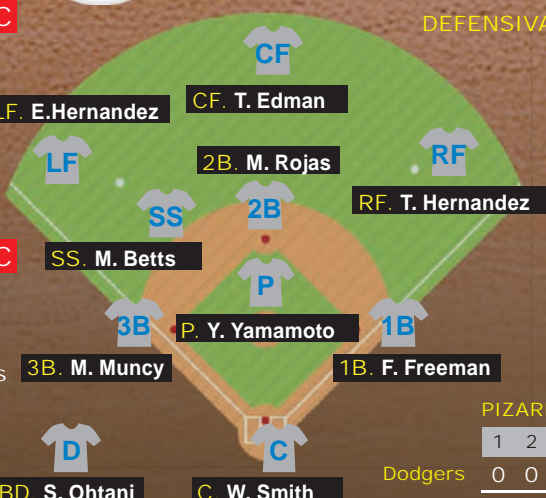 C
DEFENSIVA
CF
CF. T. Edman
LF. E.Hernandez
LF
2B. M. Rojas
RF
RF. T. Hernandez
SS
2B
SS. M. Betts
C
P
3B
P. Y. Yamamoto
1B
s
3B. M. Muncy
1B. F. Freeman
PIZAR
1 2
D
C
Dodgers 0 0
BD. S. Ohtani
C. W. Smith